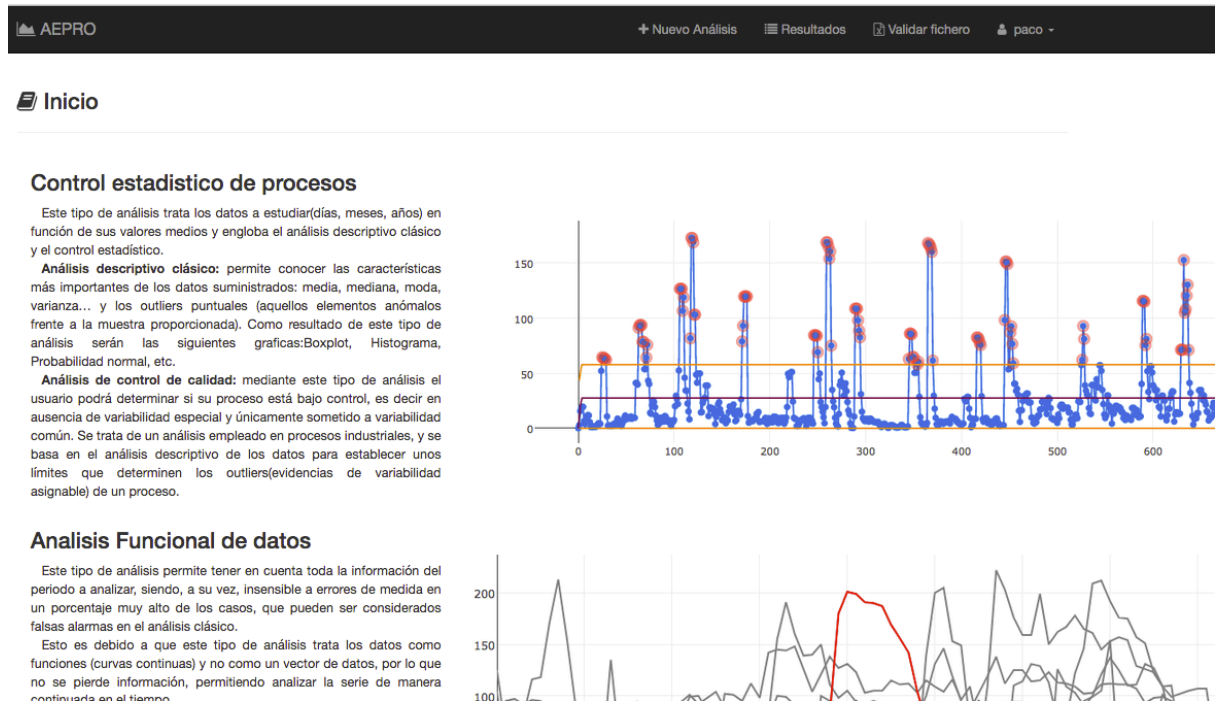 AEPRO
Nuevo Análisis
Resultados
Validar fichero
paco
Inicio
Control estadistico de procesos
Este tipo de análisis trata los datos a estudiar(días, meses, años) en
función de sus valores medios y engloba el análisis descriptivo clásico
y el control estadístico.
Análisis descriptivo clásico: permite conocer las características
más importantes de los datos suministrados: media, mediana, moda,
varianza... y los outliers puntuales (aquellos elementos anómalos
frente a la muestra proporcionada). Como resultado de este tipo de
análisis serán las siguientes graficas:Boxplot, Histograma,
Probabilidad normal, etc.
Análisis de control de calidad: mediante este tipo de análisis el
usuario podrá determinar si su proceso está bajo control, es decir en
ausencia de variabilidad especial y únicamente sometido a variabilidad
común. Se trata de un análisis empleado en procesos industriales, y se
basa en el análisis descriptivo de los datos para establecer unos
límites que determinen los outliers(evidencias de variabilidad
asignable) de un proceso.
150
100
50
0
0 100 200 300 400 500 600
Analisis Funcional de datos
Este tipo de análisis permite tener en cuenta toda la información del
periodo a analizar, siendo, a su vez, insensible a errores de medida en
un porcentaje muy alto de los casos, que pueden ser considerados
falsas alarmas en el análisis clásico.
Esto es debido a que este tipo de análisis trata los datos como
funciones (curvas continuas) y no como un vector de datos, por lo que
no se pierde información, permitiendo analizar la serie de manera
continuada en el tiempo.
200
150
100